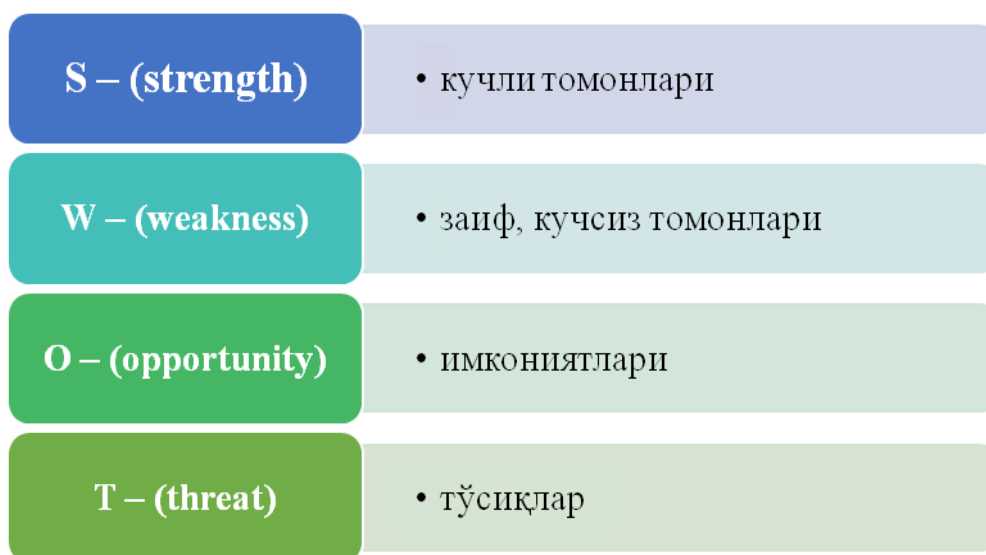 S – (strength)
• кучли томонлари
W – (weakness)
• заиф, кучсиз томонлари
O – (opportunity)
• имкониятлари
T – (threat)
• тўсиқлар